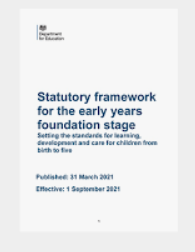 Department
for Education
Statutory framework
for the early years
foundation stage
Setting the standards for learning,
development and care for children from
birth to five
Published: 31 March 2021
Effective: 1 September 2021